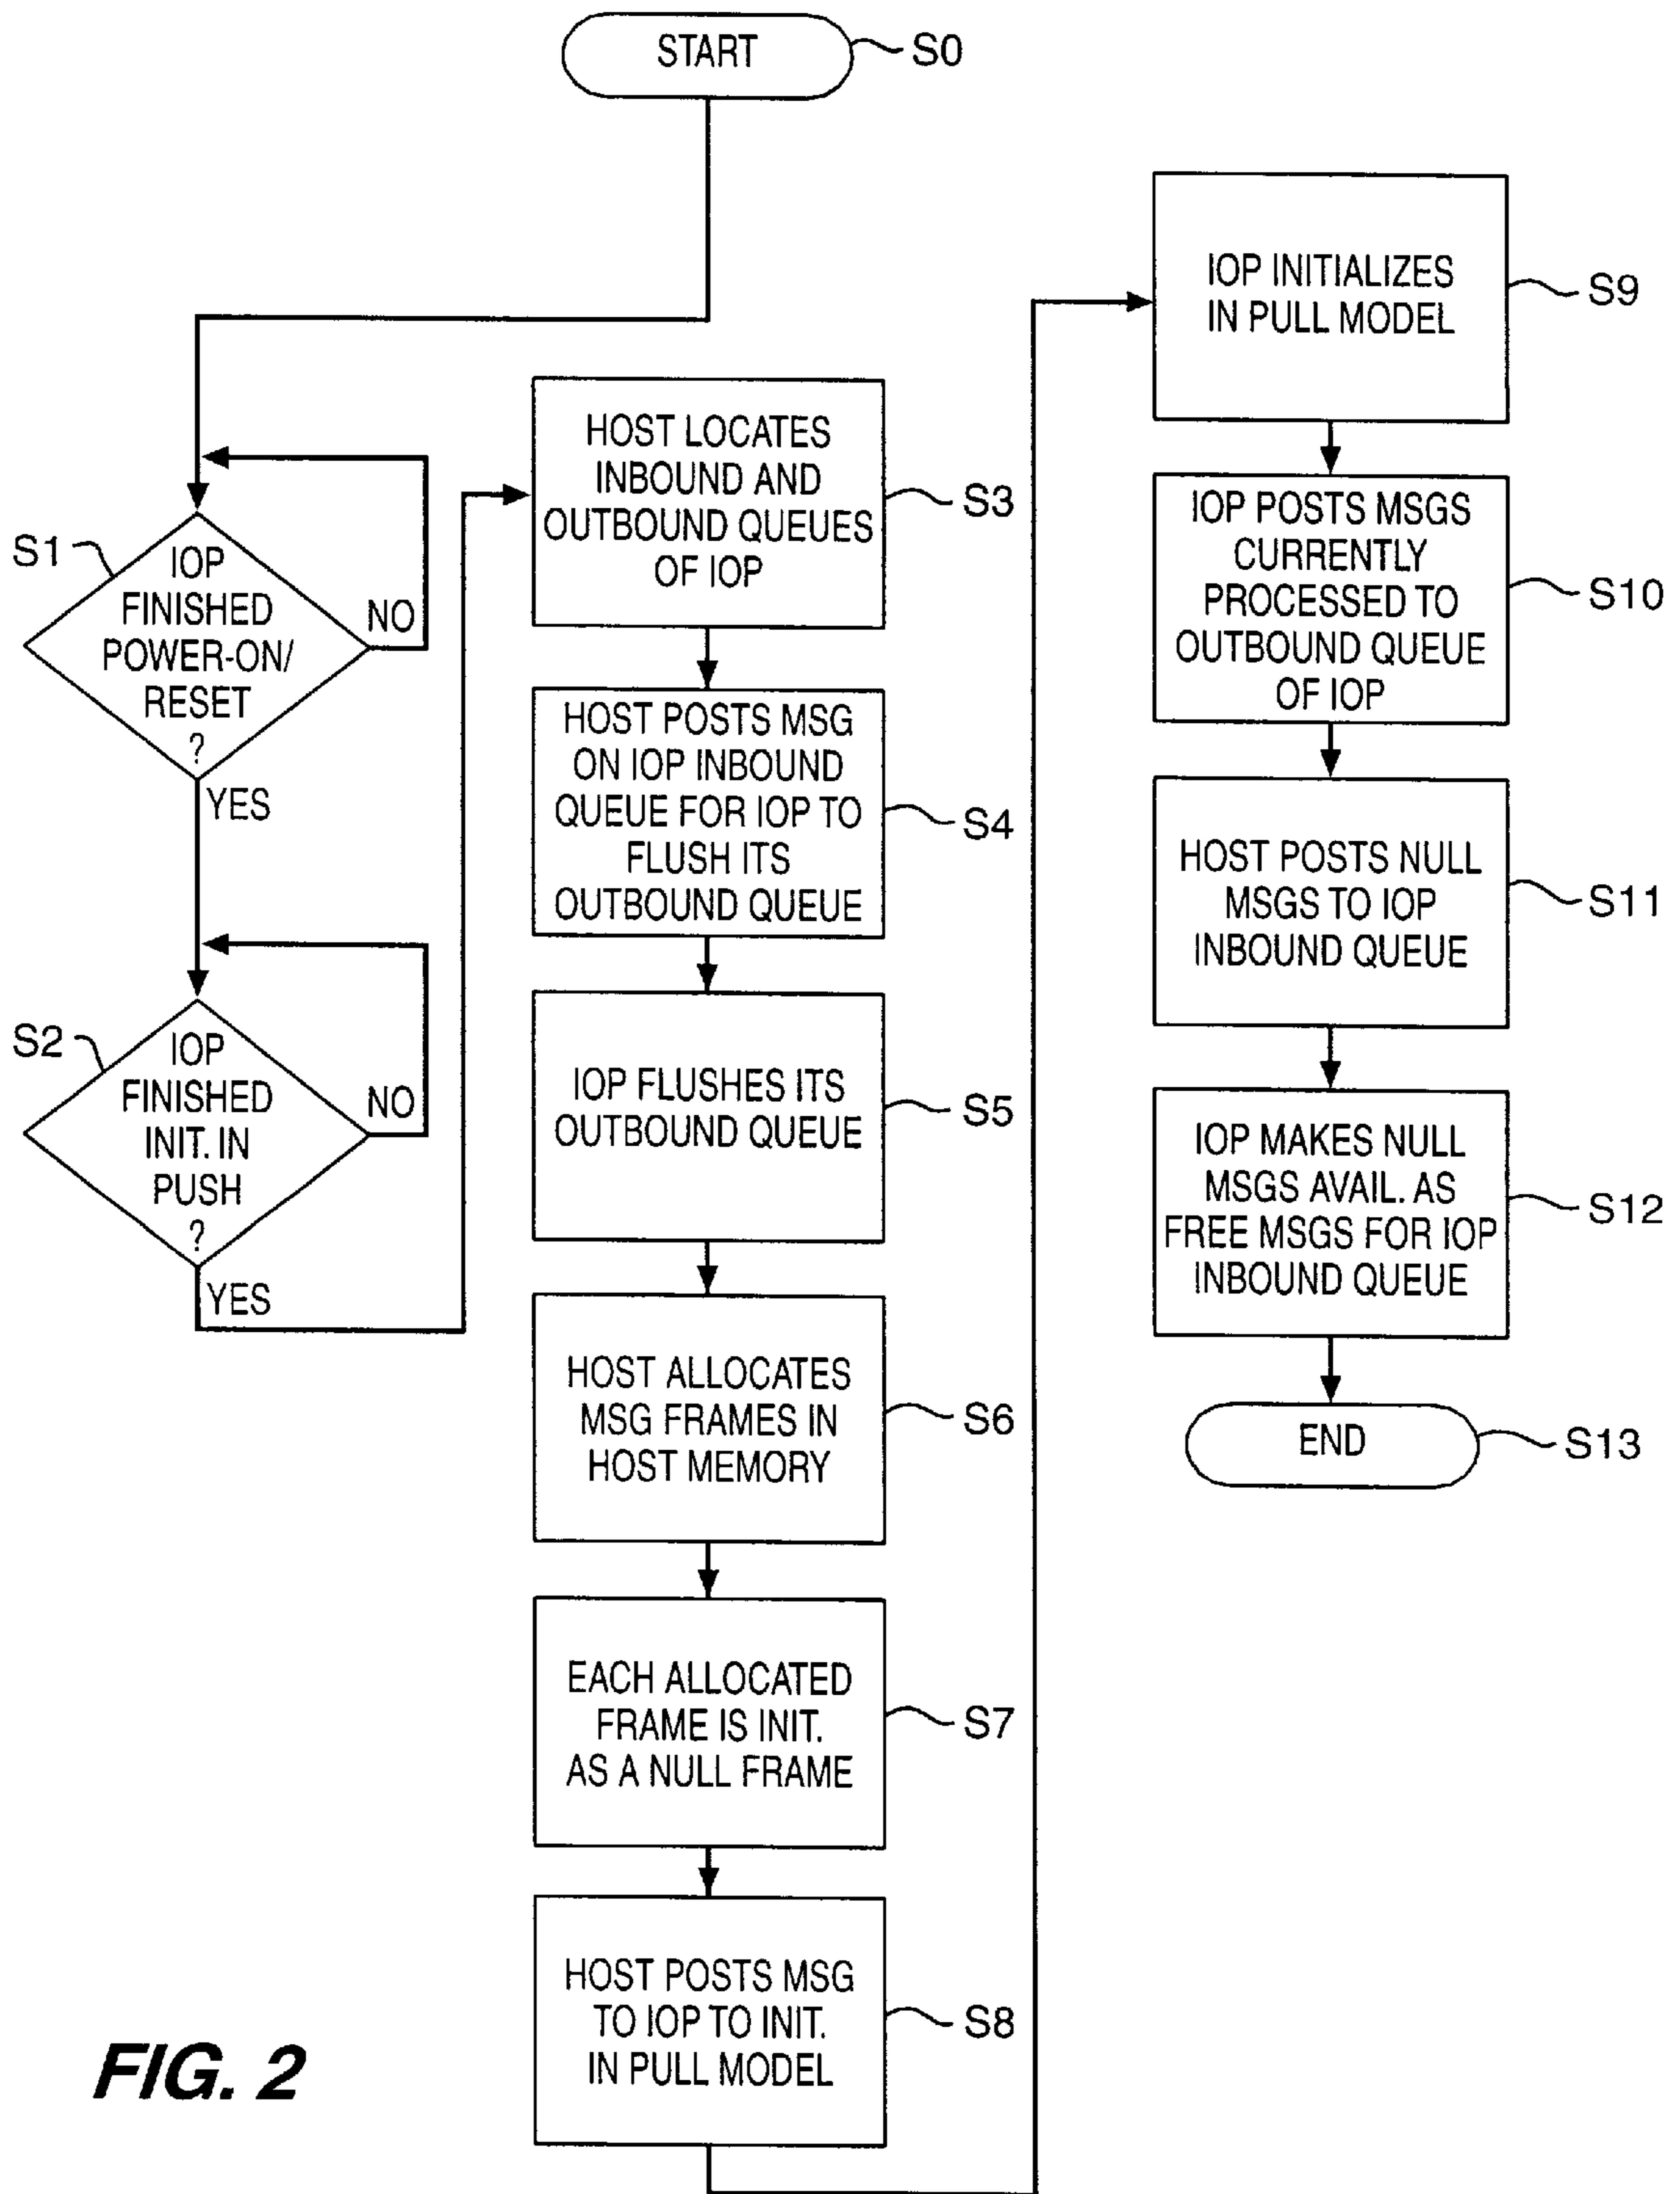 START
S0
S1
IOP
FINISHED
POWER-ON/
RESET
?
NO
YES
S2
IOP
FINISHED
INIT. IN
PUSH
?
NO
YES
HOST LOCATES
INBOUND AND
OUTBOUND QUEUES
OF IOP
S3
HOST POSTS MSG
ON IOP INBOUND
QUEUE FOR IOP TO
FLUSH ITS
OUTBOUND QUEUE
S4
IOP FLUSHES ITS
OUTBOUND QUEUE
S5
HOST ALLOCATES
MSG FRAMES IN
HOST MEMORY
S6
EACH ALLOCATED
FRAME IS INIT.
AS A NULL FRAME
S7
HOST POSTS MSG
TO IOP TO INIT.
IN PULL MODEL
S8
IOP INITIALIZES
IN PULL MODEL
S9
IOP POSTS MSGS
CURRENTLY
PROCESSED TO
OUTBOUND QUEUE
OF IOP
S10
HOST POSTS NULL
MSGS TO IOP
INBOUND QUEUE
S11
IOP MAKES NULL
MSGS AVAIL. AS
FREE MSGS FOR IOP
INBOUND QUEUE
S12
END
S13
FIG. 2